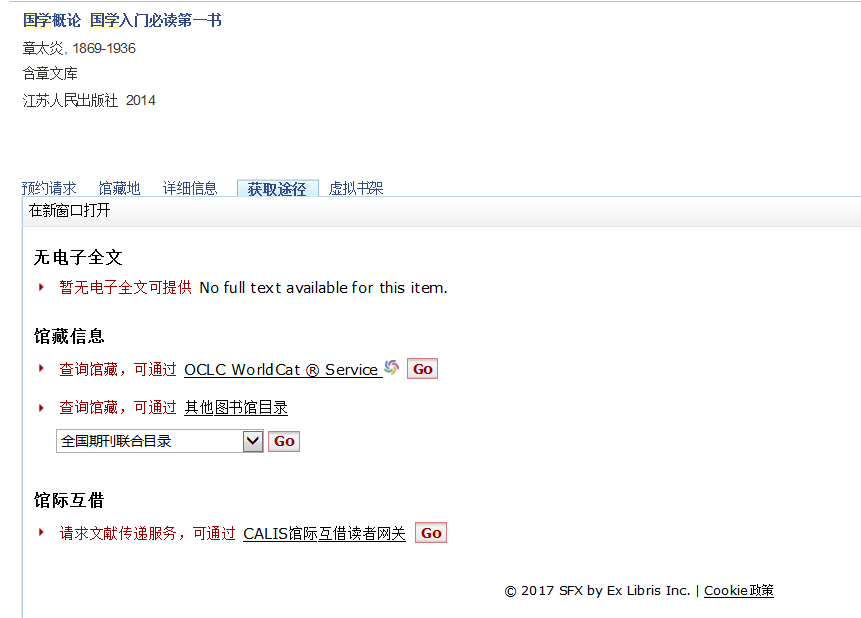 国学概论 国学入门必读第一书
章太炎, 1869-1936
含章文库
江苏人民出版社 2014
预约请求 馆藏地 详细信息 获取途径 虚拟书架
在新窗口打开
无电子全文
暂无电子全文可提供 No full text available for this item.
馆藏信息
查询馆藏，可通过 OCLC WorldCat ® Service Go
查询馆藏，可通过 其他图书馆目录
全国期刊联合目录 Go
馆际互借
请求文献传递服务，可通过 CALIS馆际互借读者网关 Go
© 2017 SFX by Ex Libris Inc. | Cookie政策